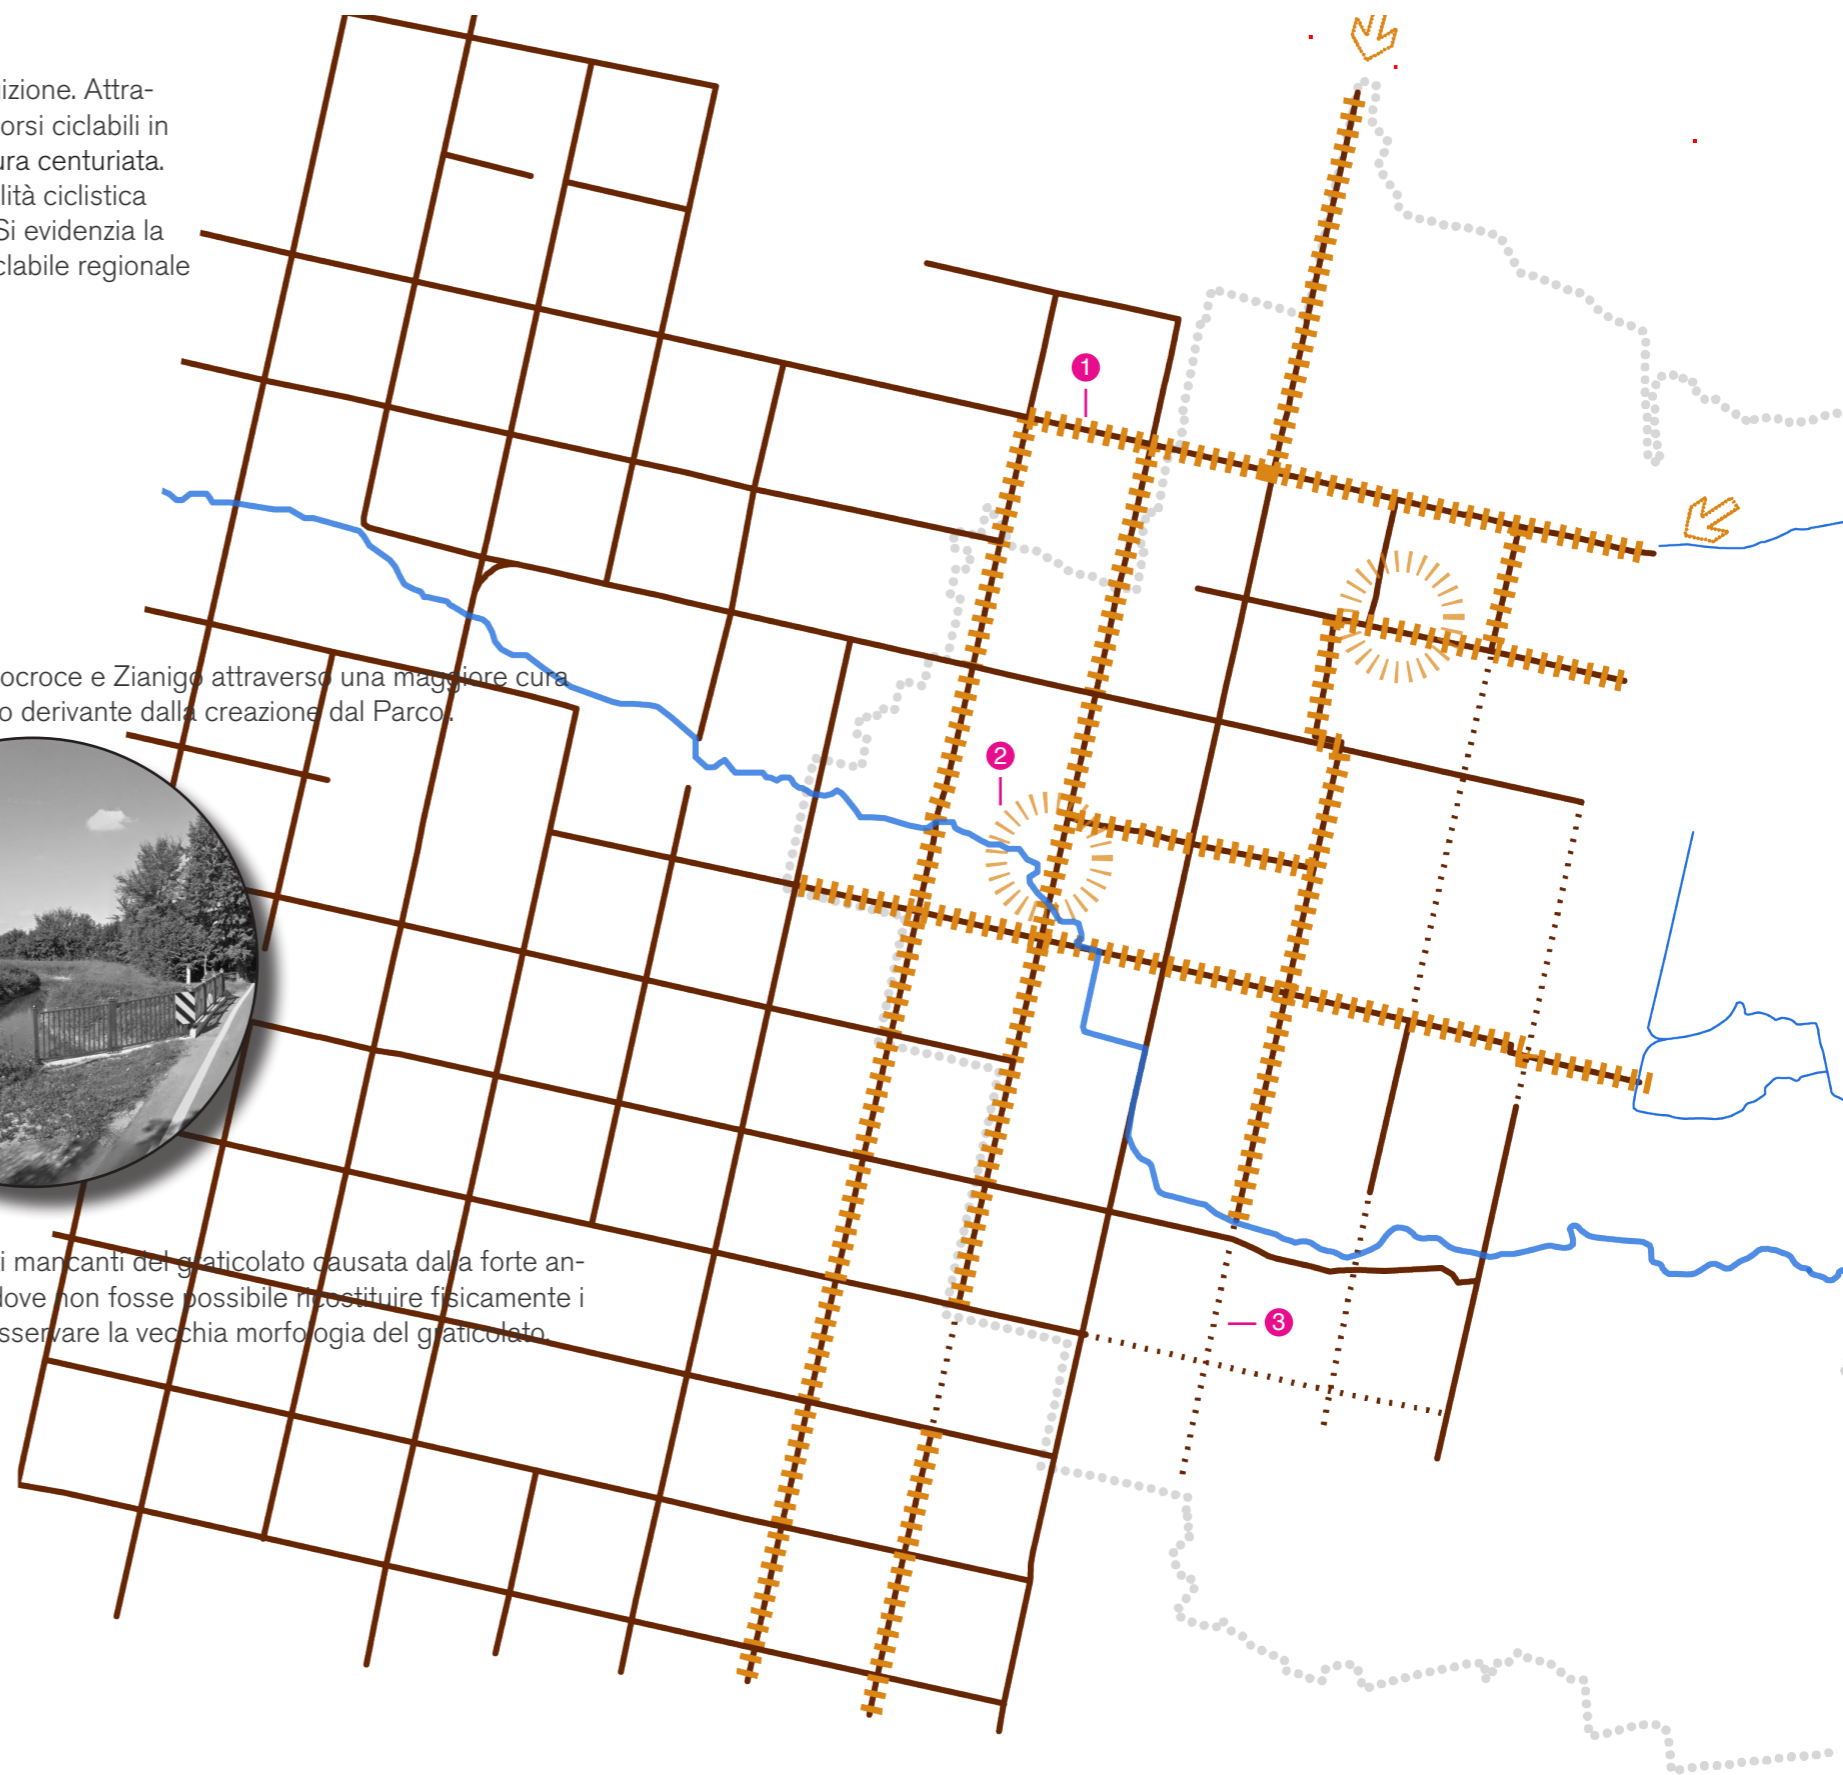 izione. Attra-
orsi ciclabili in
ura centuriata.
lità ciclistica
Si evidenzia la
clabile regionale
1
2
ocroce e Zianigo attraverso una maggiore cura
o derivante dalla creazione dal Parco.
i mancanti del graticolato causata dalla forte an-
dove non fosse possibile ricostituire fisicamente i
sservare la vecchia morfologia del graticolato.
3